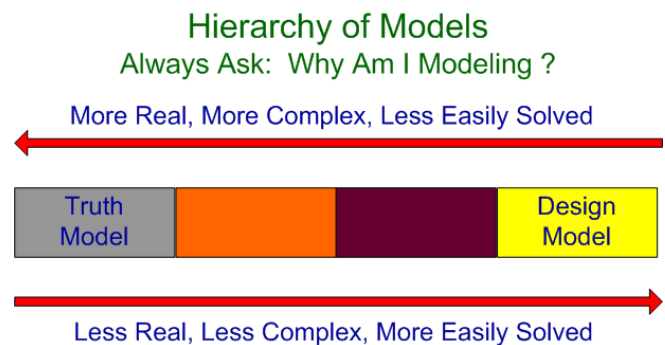 Hierarchy of Models
Always Ask: Why Am I Modeling ?
More Real, More Complex, Less Easily Solved
Truth
Model
Design
Model
Less Real, Less Complex, More Easily Solved